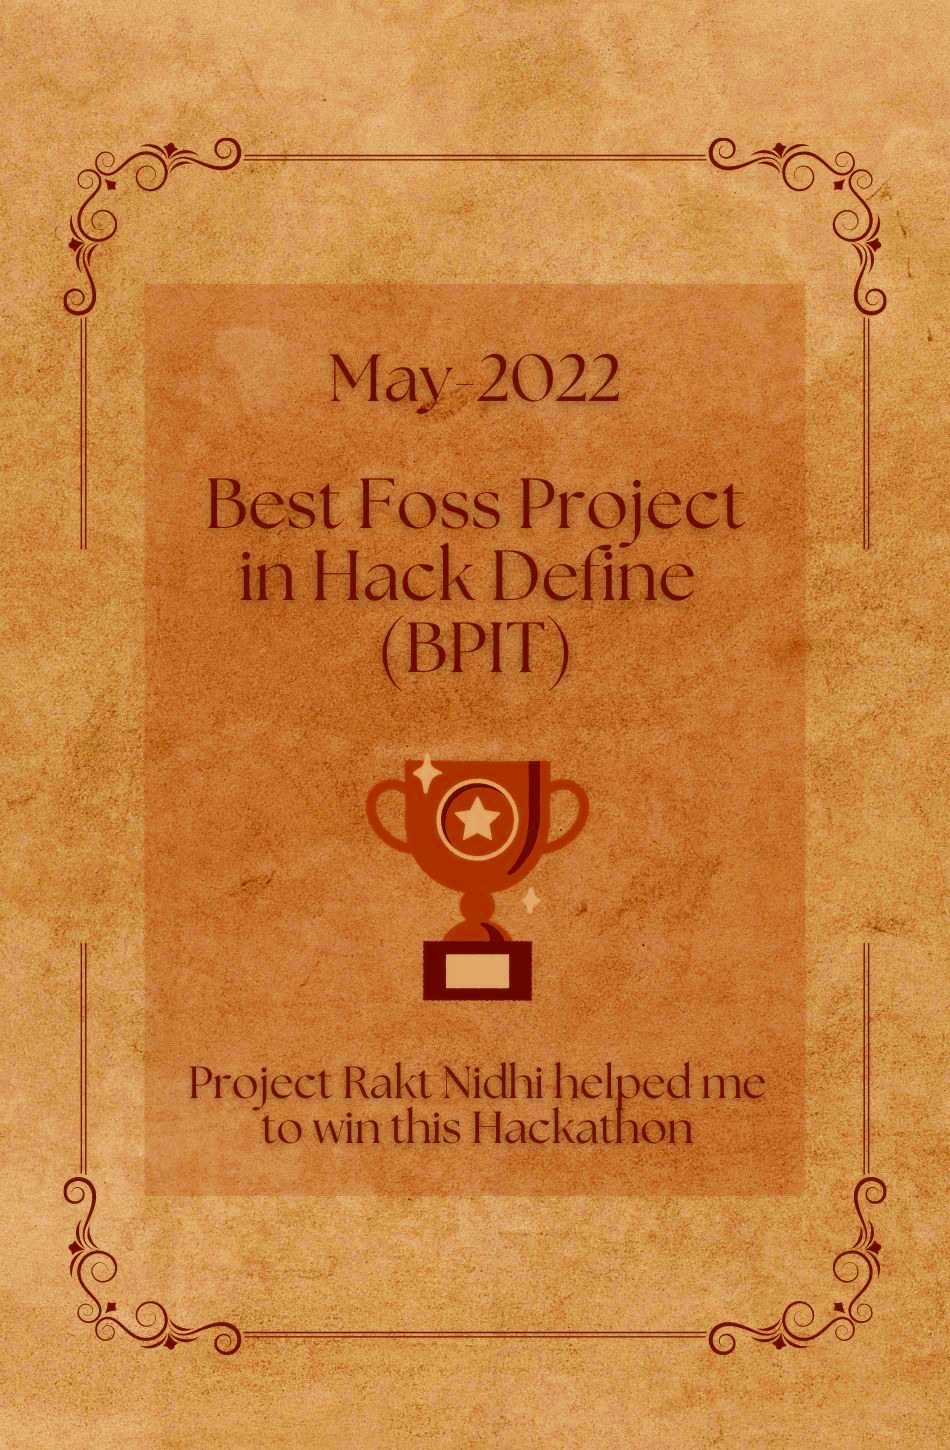 May-2022
Best Foss Project
in Hack Define
(BPIT)
Project Rakt Nidhi helped me
to win this Hackathon